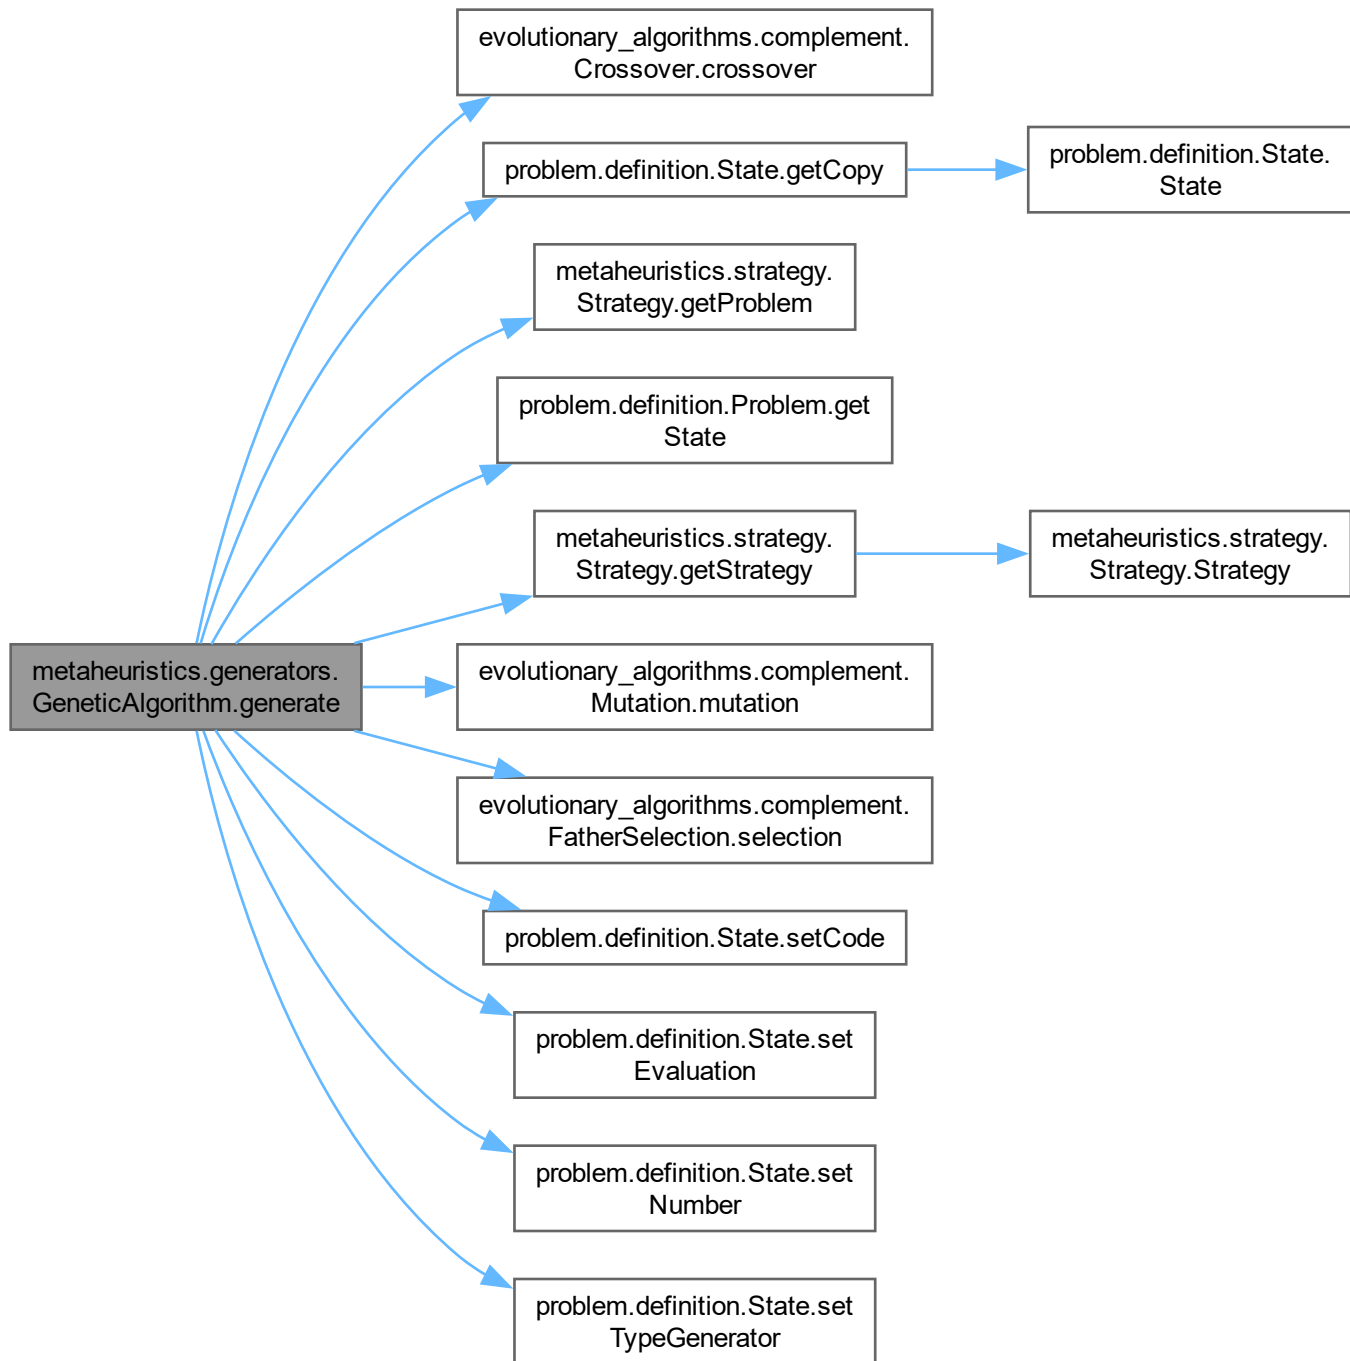 evolutionary_algorithms.complement.
Crossover.crossover
problem.definition.State.getCopy
problem.definition.State.
State
metaheuristics.strategy.
Strategy.getProblem
problem.definition.Problem.get
State
metaheuristics.strategy.
Strategy.getStrategy
metaheuristics.strategy.
Strategy.Strategy
metaheuristics.generators.
GeneticAlgorithm.generate
evolutionary_algorithms.complement.
Mutation.mutation
evolutionary_algorithms.complement.
FatherSelection.selection
problem.definition.State.setCode
problem.definition.State.set
Evaluation
problem.definition.State.set
Number
problem.definition.State.set
TypeGenerator